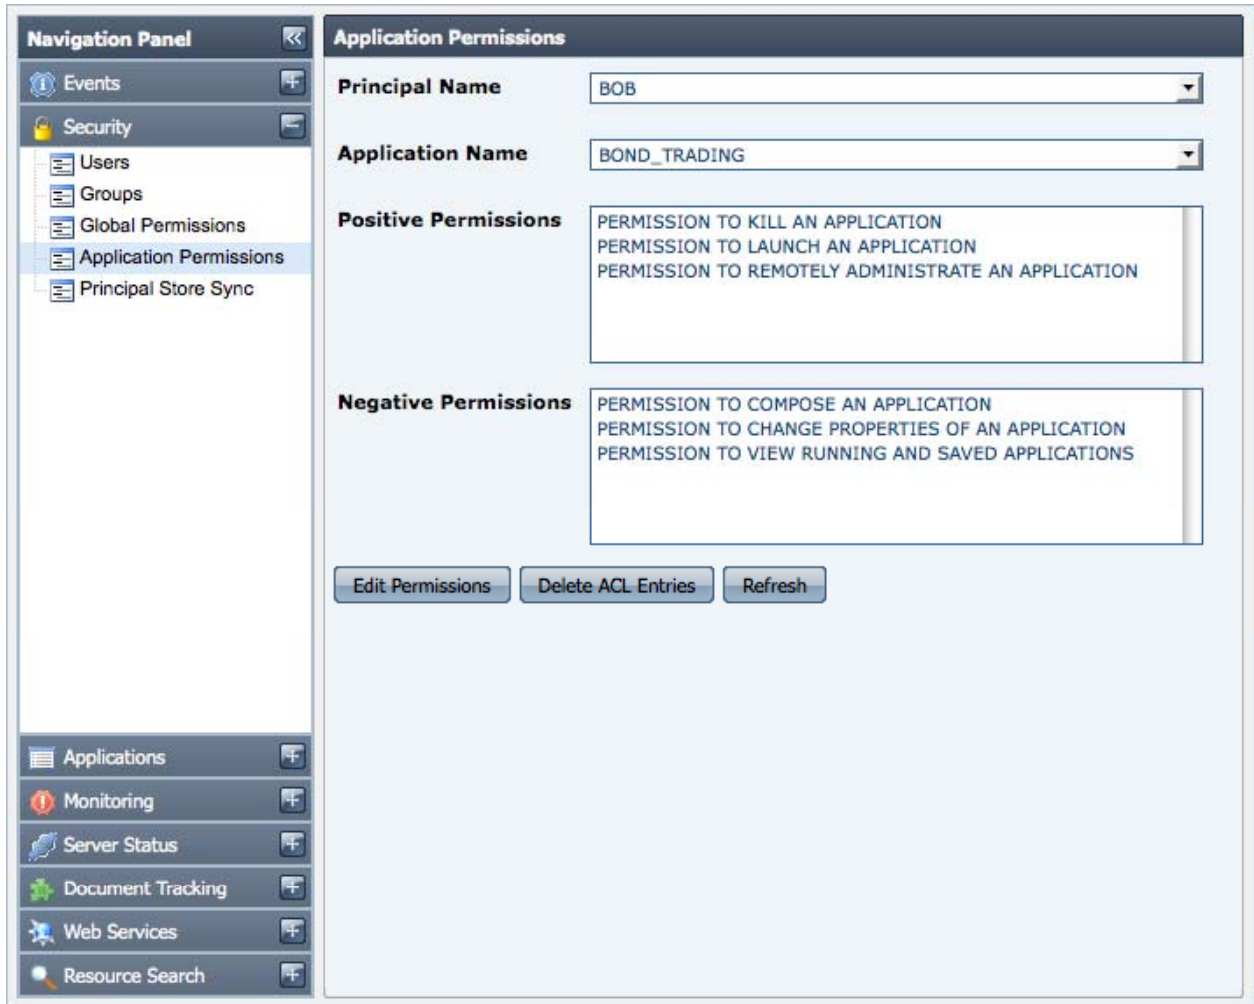 Navigation Panel
Events
Security
Users
Groups
Global Permissions
Application Permissions
Principal Store Sync
Applications
Monitoring
Server Status
Document Tracking
Web Services
Resource Search
Application Permissions
Principal Name
BOB
Application Name
BOND_TRADING
Positive Permissions
PERMISSION TO KILL AN APPLICATION
PERMISSION TO LAUNCH AN APPLICATION
PERMISSION TO REMOTELY ADMINISTRATE AN APPLICATION
Negative Permissions
PERMISSION TO COMPOSE AN APPLICATION
PERMISSION TO CHANGE PROPERTIES OF AN APPLICATION
PERMISSION TO VIEW RUNNING AND SAVED APPLICATIONS
Edit Permissions
Delete ACL Entries
Refresh